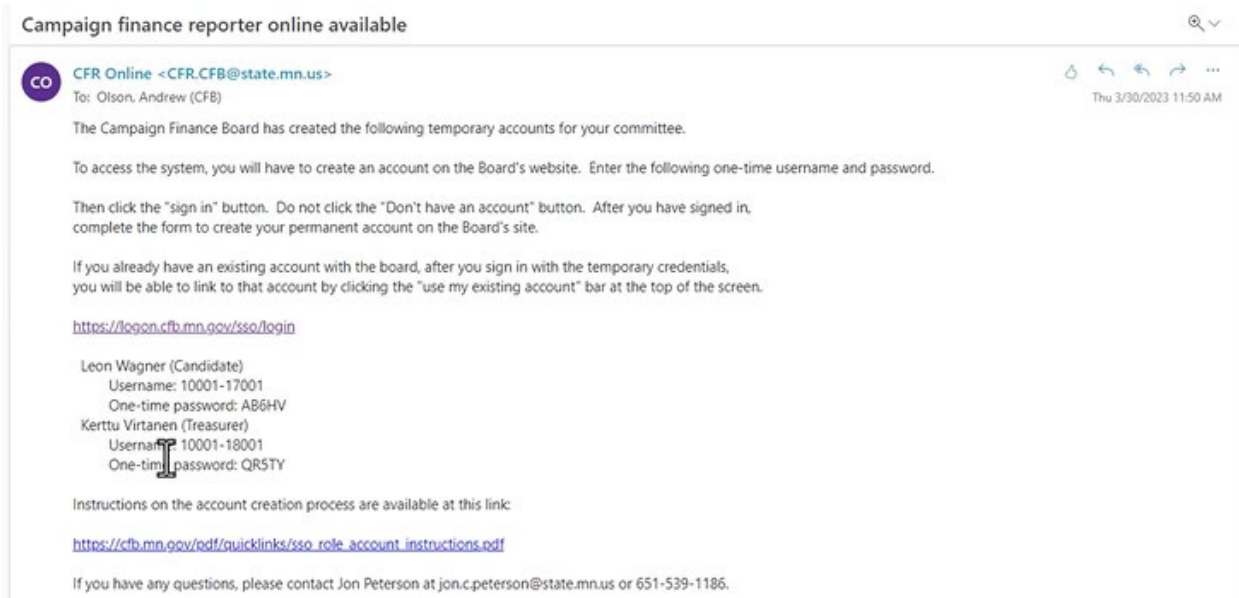 Campaign finance reporter online available
CO
CFR Online <CFR.CFB@state.mn.us>
To: Olson, Andrew (CFB)
Thu 3/30/2023 11:50 AM
The Campaign Finance Board has created the following temporary accounts for your committee.
To access the system, you will have to create an account on the Board's website. Enter the following one-time username and password.
Then click the "sign in" button. Do not click the "Don't have an account" button. After you have signed in,
complete the form to create your permanent account on the Board's site.
If you already have an existing account with the board, after you sign in with the temporary credentials,
you will be able to link to that account by clicking the "use my existing account" bar at the top of the screen.
https://logon.cfb.mn.gov/sso/login
Leon Wagner (Candidate)
Username: 10001-17001
One-time password: AB6HV
Kerttu Virtanen (Treasurer)
Username: 10001-18001
One-time password: QR5TY
Instructions on the account creation process are available at this link:
https://cfb.mn.gov/pdf/quicklinks/sso_role_account_instructions.pdf
If you have any questions, please contact Jon Peterson at jon.c.peterson@state.mn.us or 651-539-1186.